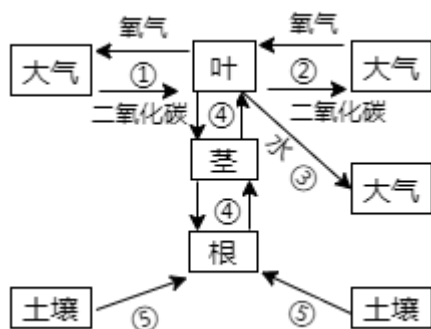 氧气 氧气
大气 ① 叶 ② 大气
二氧化碳 ④ 二氧化碳
茎 水 ③ 大气
④
根
土壤 ⑤ ⑤ 土壤